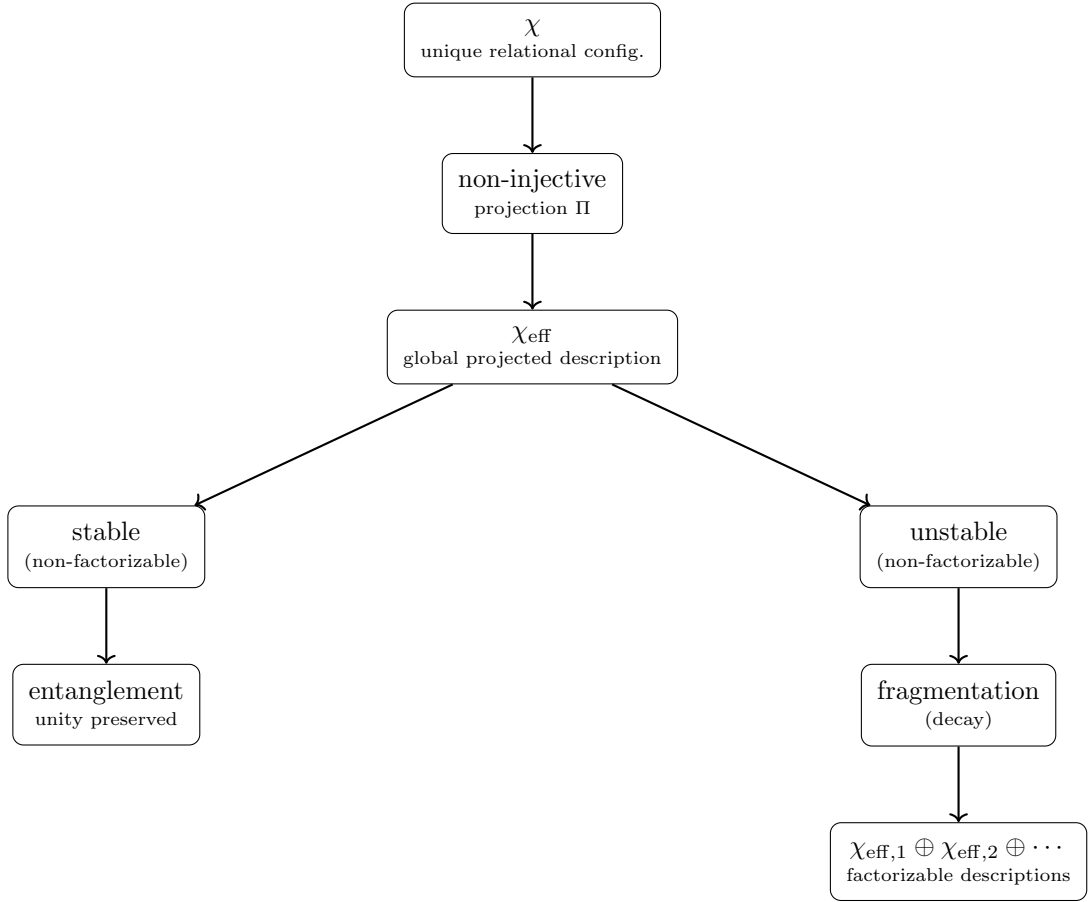 χ
unique relational config.
non-injective
projection Π
χeff
global projected description
stable
(non-factorizable)
unstable
(non-factorizable)
entanglement
unity preserved
fragmentation
(decay)
χeff,1 ⊕ χeff,2 ⊕ ⋯
factorizable descriptions